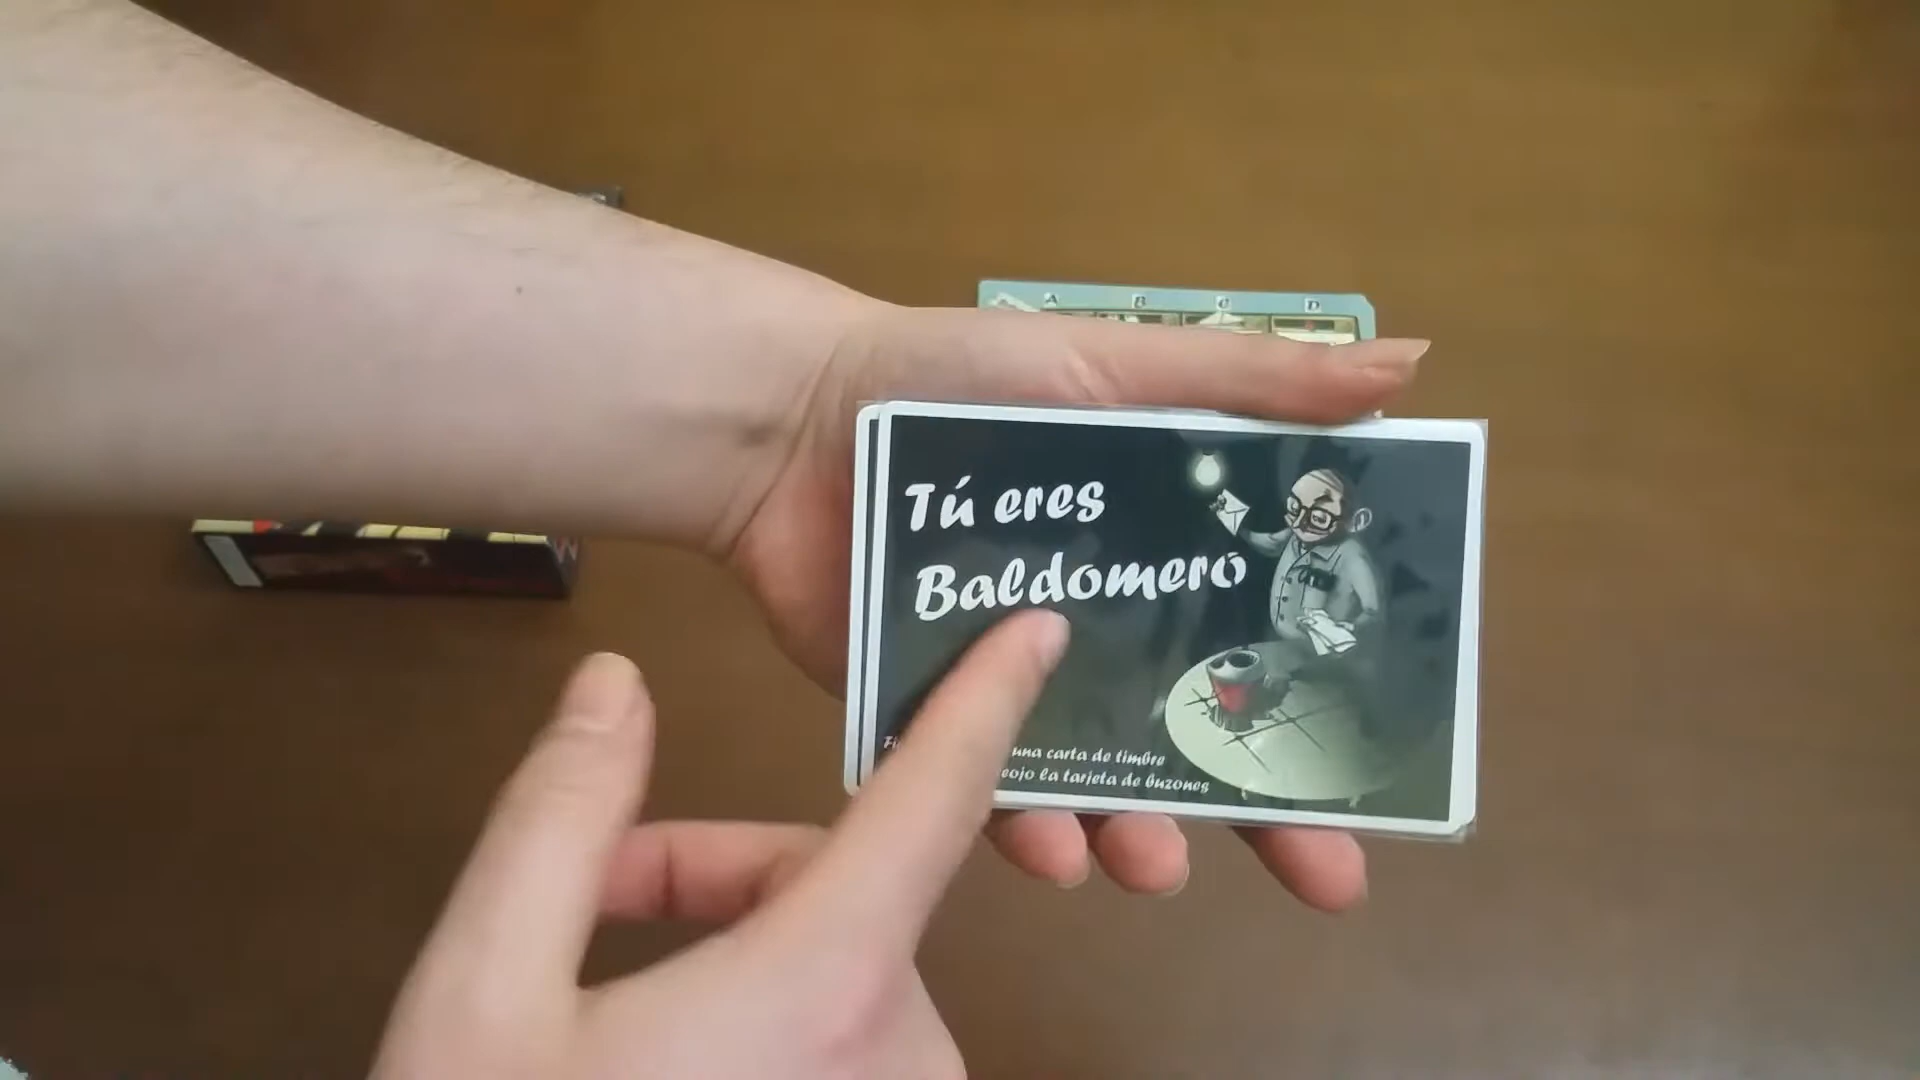 A B C D
Tú eres
Baldomero
una carta de timbre
la tarjeta de buzones